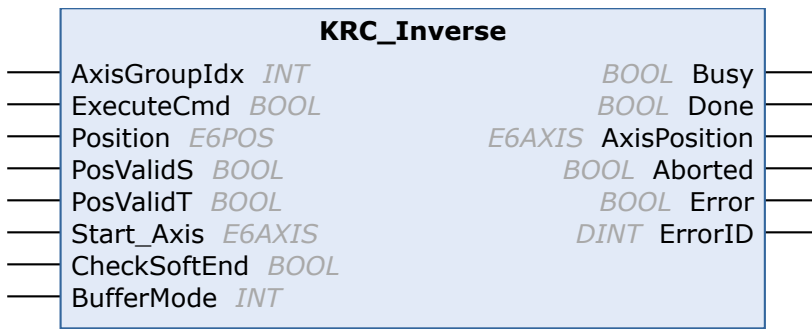 KRC_Inverse
AxisGroupIdx INT BOOL Busy
ExecuteCmd BOOL BOOL Done
Position E6POS E6AXIS AxisPosition
PosValidS BOOL BOOL Aborted
PosValidT BOOL BOOL Error
Start_Axis E6AXIS DINT ErrorID
CheckSoftEnd BOOL
BufferMode INT